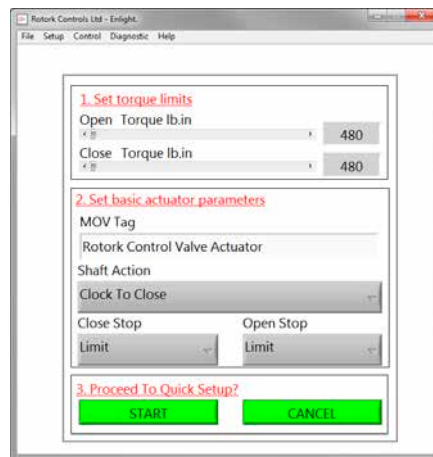 Rotork Controls Ltd - Enlight.
File Setup Control Diagnostic Help
1. Set torque limits
Open Torque lb.in
480
Close Torque lb.in
480
2. Set basic actuator parameters
MOV Tag
Rotork Control Valve Actuator
Shaft Action
Clock To Close
Close Stop Open Stop
Limit Limit
3. Proceed To Quick Setup?
START CANCEL